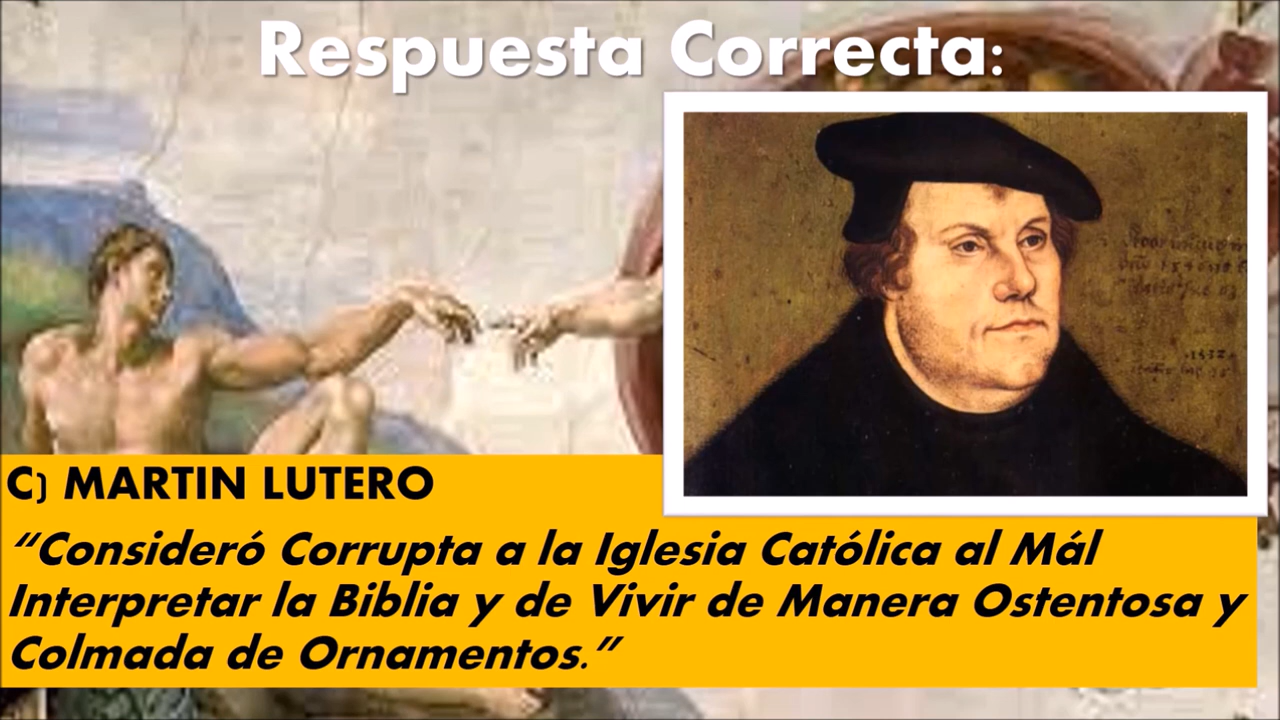 Respuesta Correcta:
C) MARTIN LUTERO
“Consideró Corrupta a la Iglesia Católica al Mál
Interpretar la Biblia y de Vivir de Manera Ostentosa y
Colmada de Ornamentos.”